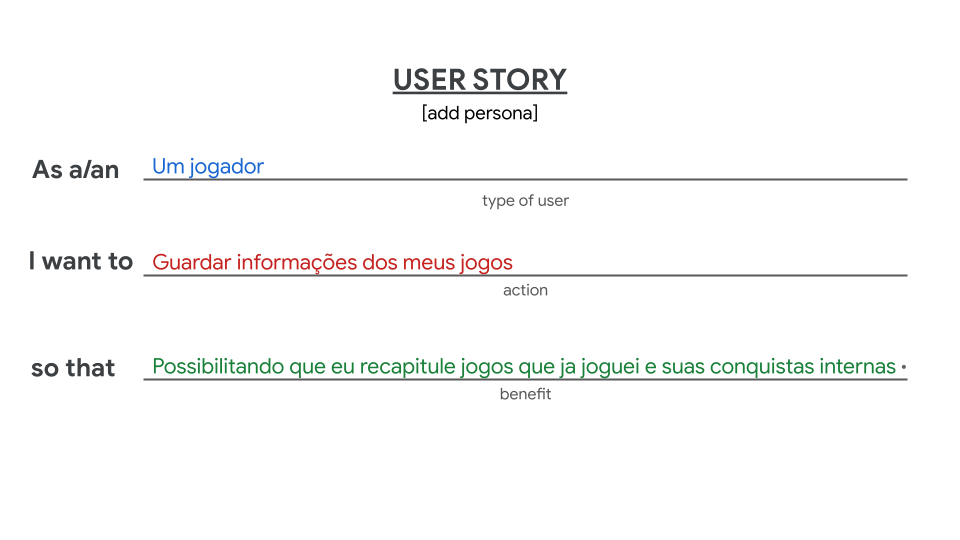 USER STORY
[add persona]
As a/an Um jogador
type of user
I want to Guardar informações dos meus jogos
action
so that Possibilitando que eu recapitule jogos que ja joguei e suas conquistas internas .
benefit